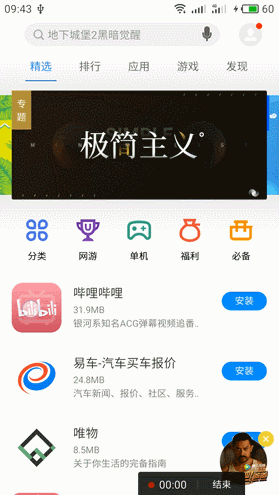 09:43
4G
60
地下城堡2黑暗觉醒
精选
排行
应用
游戏
发现
专题
极简主义°
分类
网游
单机
福利
必备
bilibili
哔哩哔哩
31.9MB
银河系知名ACG弹幕视频追番..
安装
易车-汽车买车报价
24.8MB
汽车新闻、报价、社区、服务..
安装
唯物
8.5MB
关于你生活的完备指南
00:00
结束